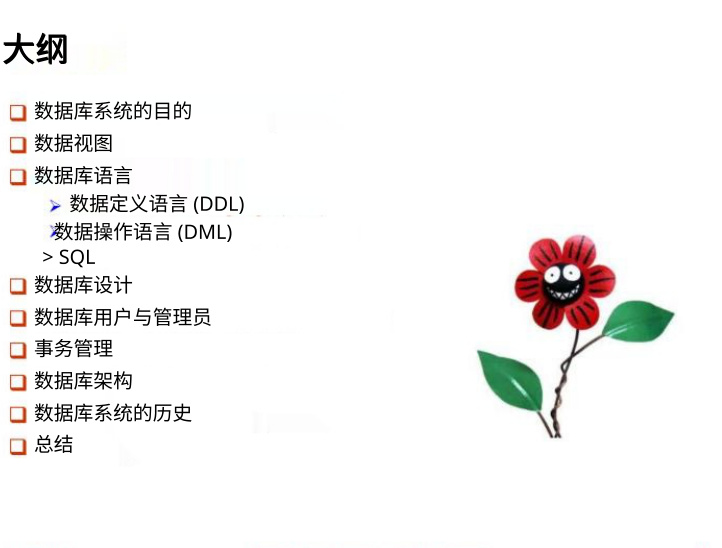 大纲
数据库系统的目的
数据视图
数据库语言
数据定义语言 (DDL)
数据操作语言 (DML)
> SQL
数据库设计
数据库用户与管理员
事务管理
数据库架构
数据库系统的历史
总结